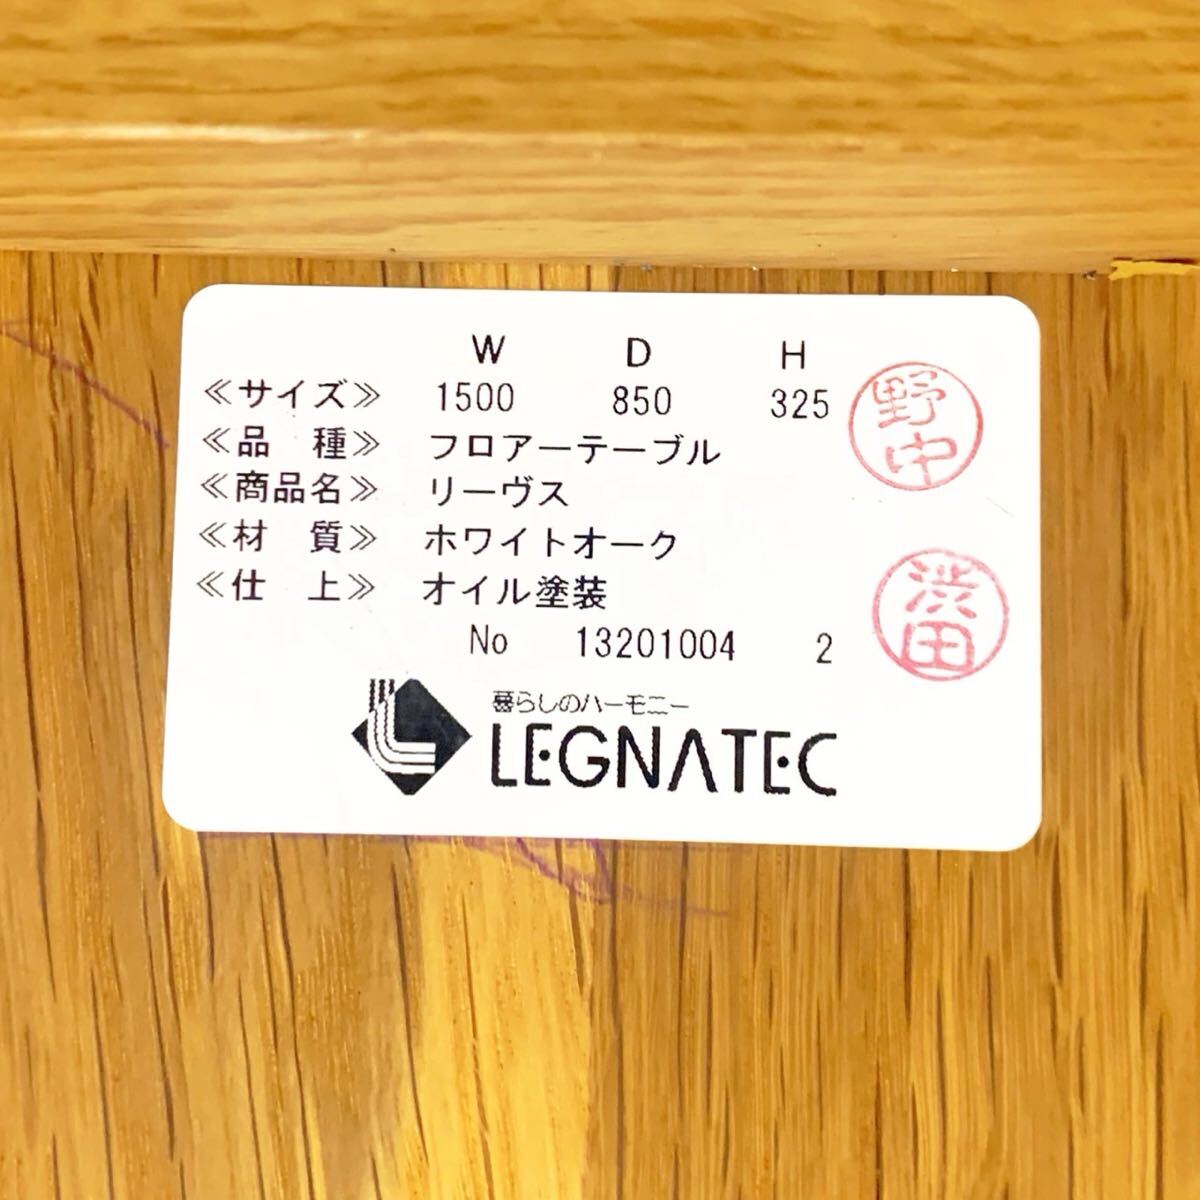 W D H
≪サイズ≫ 1500 850 325
≪品 種≫ フロアーテーブル
≪商品名≫ リーヴス
≪材 質≫ ホワイトオーク
≪仕 上≫ オイル塗装
No 13201004 2
暮らしのハーモニー
LEGNATEC
野中
渋田